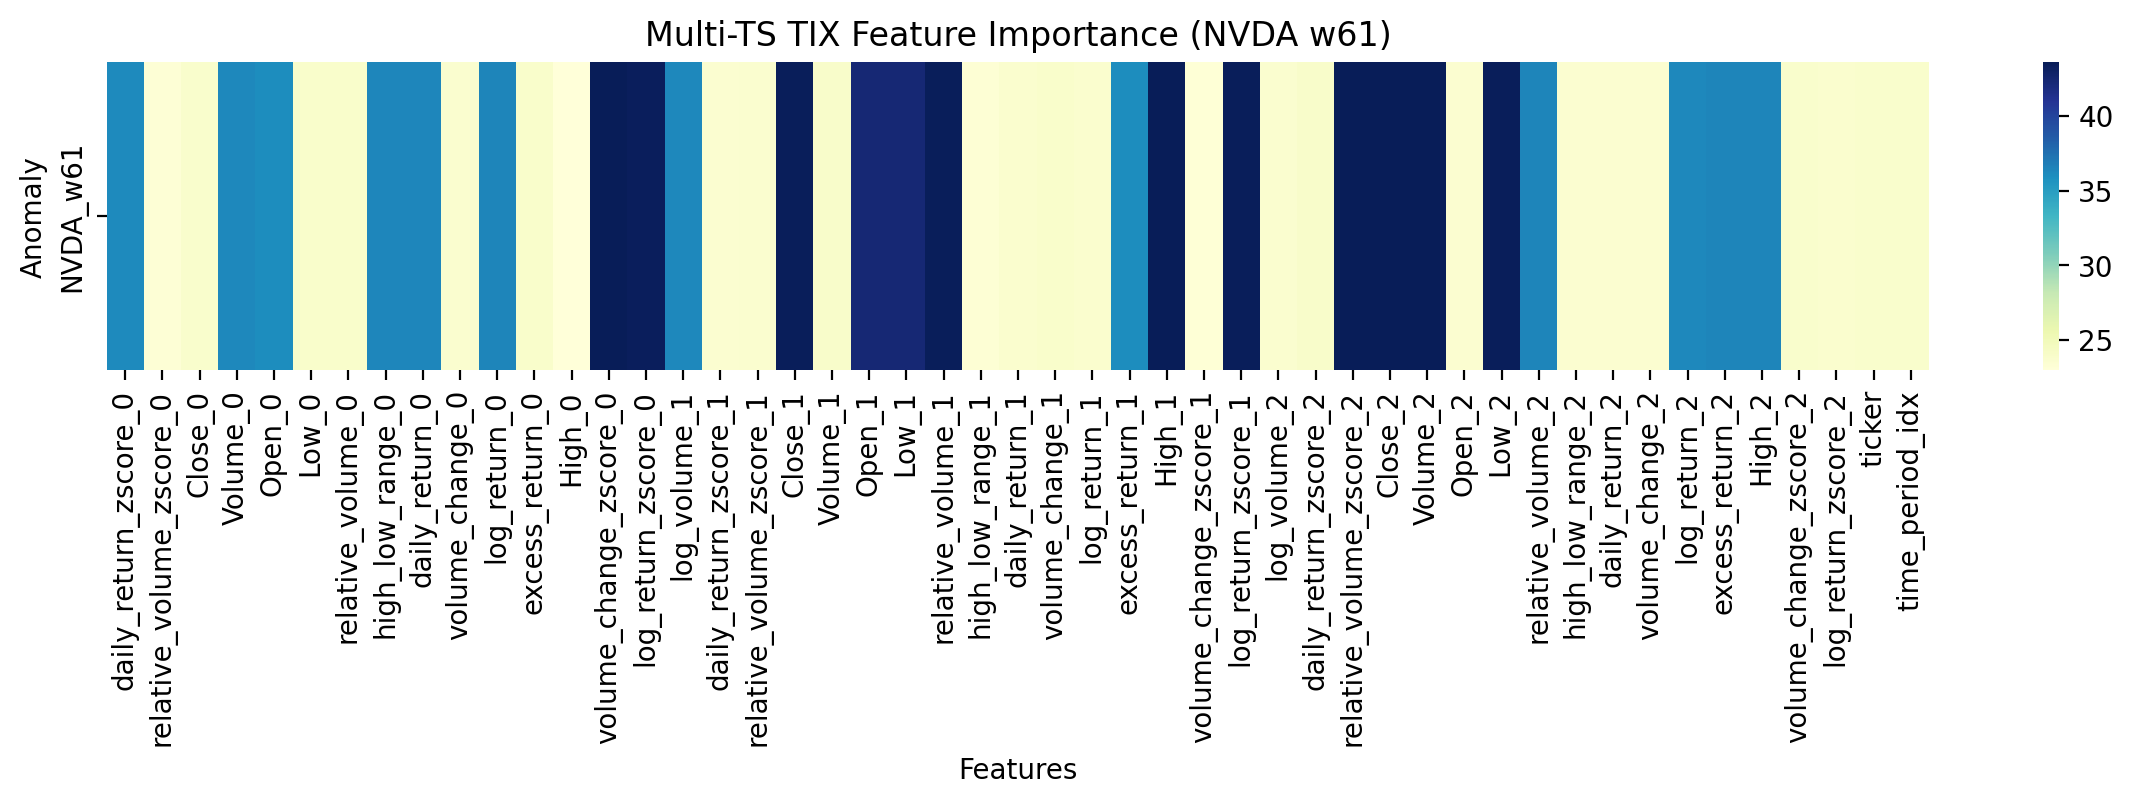 Multi-TS TIX Feature Importance (NVDA w61)
Anomaly
NVDA_w61
40
35
30
25
daily_return_zscore_0
relative_volume_zscore_0
Close_0
Volume_0
Open_0
Low_0
relative_volume_0
high_low_range_0
daily_return_0
volume_change_0
log_return_0
excess_return_0
High_0
volume_change_zscore_0
log_return_zscore_0
log_volume_1
daily_return_zscore_1
relative_volume_zscore_1
Close_1
Volume_1
Open_1
Low_1
relative_volume_1
high_low_range_1
daily_return_1
volume_change_1
log_return_1
excess_return_1
High_1
volume_change_zscore_1
log_return_zscore_1
log_volume_2
daily_return_zscore_2
relative_volume_zscore_2
Close_2
Volume_2
Open_2
Low_2
relative_volume_2
high_low_range_2
daily_return_2
volume_change_2
log_return_2
excess_return_2
High_2
volume_change_zscore_2
log_return_zscore_2
ticker
time_period_idx
Features